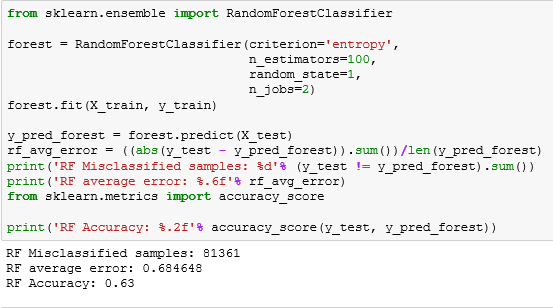 from sklearn.ensemble import RandomForestClassifier
forest = RandomForestClassifier(criterion='entropy',
n_estimators=100,
random_state=1,
n_jobs=2)
forest.fit(X_train, y_train)
y_pred_forest = forest.predict(X_test)
rf_avg_error = ((abs(y_test - y_pred_forest)).sum())/len(y_pred_forest)
print('RF Misclassified samples: %d'% (y_test != y_pred_forest).sum())
print('RF average error: %.6f'% rf_avg_error)
from sklearn.metrics import accuracy_score
print('RF Accuracy: %.2f'% accuracy_score(y_test, y_pred_forest))
RF Misclassified samples: 81361
RF average error: 0.684648
RF Accuracy: 0.63